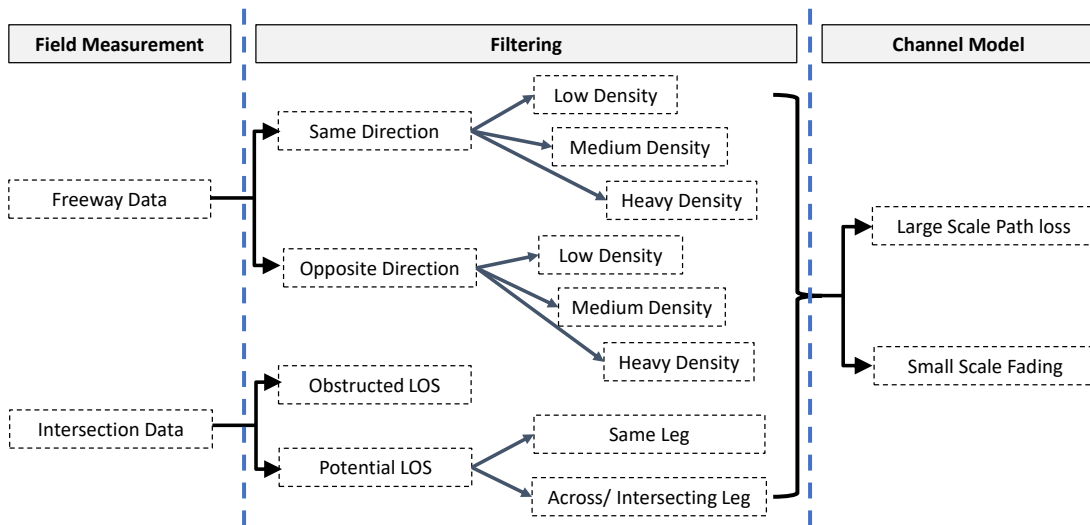 Field Measurement
Filtering
Channel Model
Freeway Data
Same Direction
Low Density
Medium Density
Heavy Density
Opposite Direction
Low Density
Medium Density
Heavy Density
Intersection Data
Obstructed LOS
Potential LOS
Same Leg
Across/ Intersecting Leg
Large Scale Path loss
Small Scale Fading